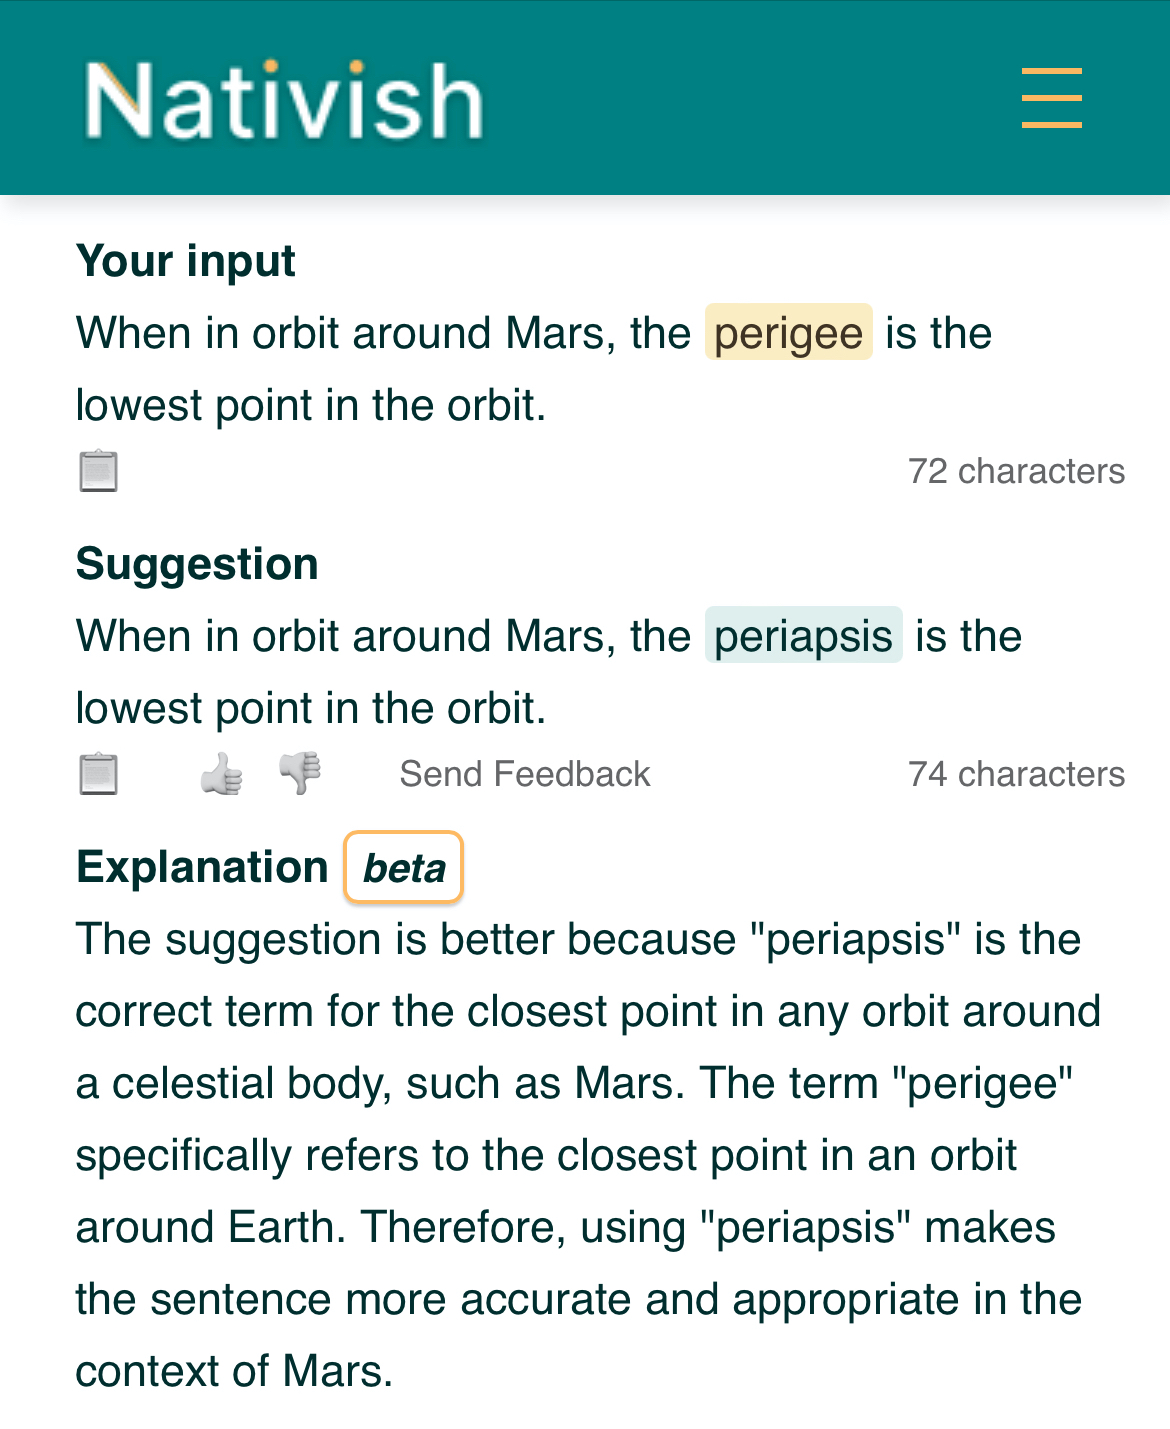 Nativish
Your input
When in orbit around Mars, the perigee is the
lowest point in the orbit.
72 characters
Suggestion
When in orbit around Mars, the periapsis is the
lowest point in the orbit.
Send Feedback
74 characters
Explanation beta
The suggestion is better because "periapsis" is the
correct term for the closest point in any orbit around
a celestial body, such as Mars. The term "perigee"
specifically refers to the closest point in an orbit
around Earth. Therefore, using "periapsis" makes
the sentence more accurate and appropriate in the
context of Mars.